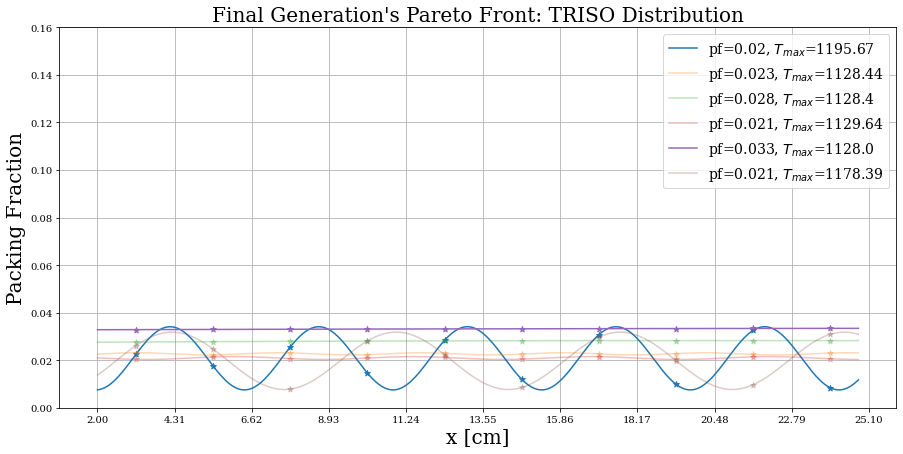 Final Generation's Pareto Front: TRISO Distribution
pf=0.02, T_max=1195.67
pf=0.023, T_max=1128.44
pf=0.028, T_max=1128.4
pf=0.021, T_max=1129.64
pf=0.033, T_max=1128.0
pf=0.021, T_max=1178.39
Packing Fraction
0.16
0.14
0.12
0.10
0.08
0.06
0.04
0.02
0.00
2.00 4.31 6.62 8.93 11.24 13.55 15.86 18.17 20.48 22.79 25.10
x [cm]